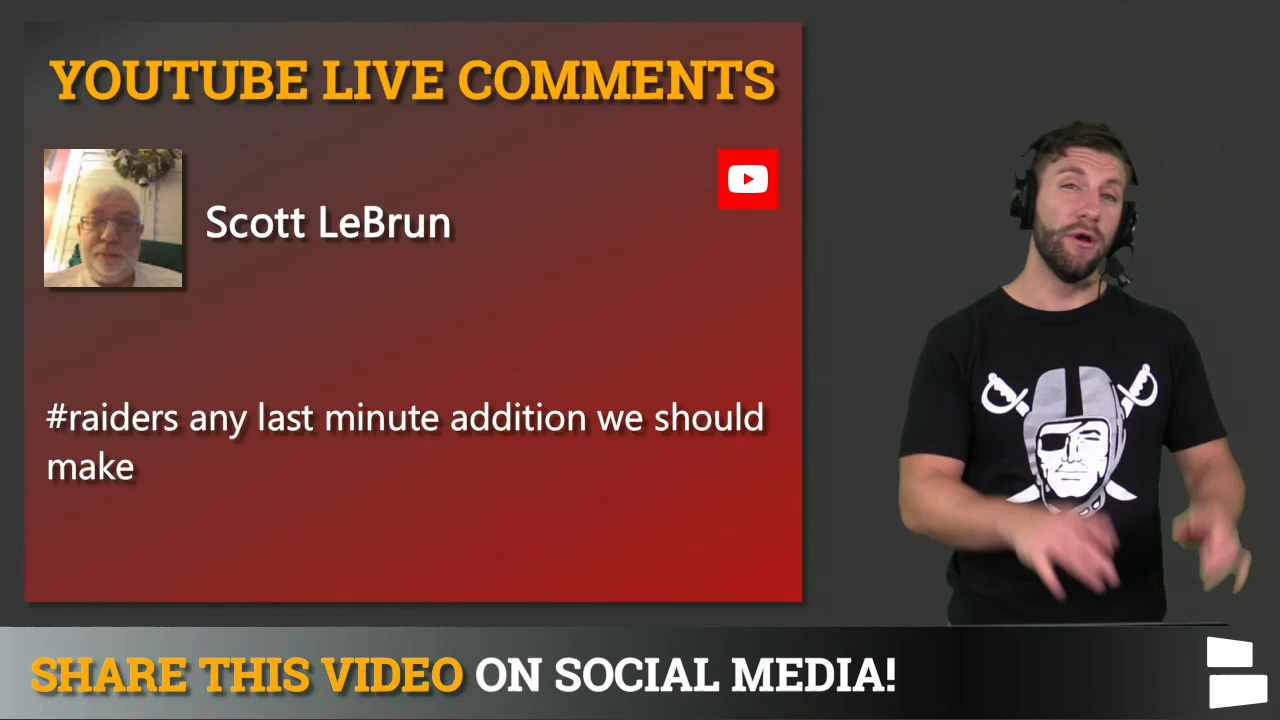 YOUTUBE LIVE COMMENTS
Scott LeBrun
#raiders any last minute addition we should
make
SHARE THIS VIDEO ON SOCIAL MEDIA!